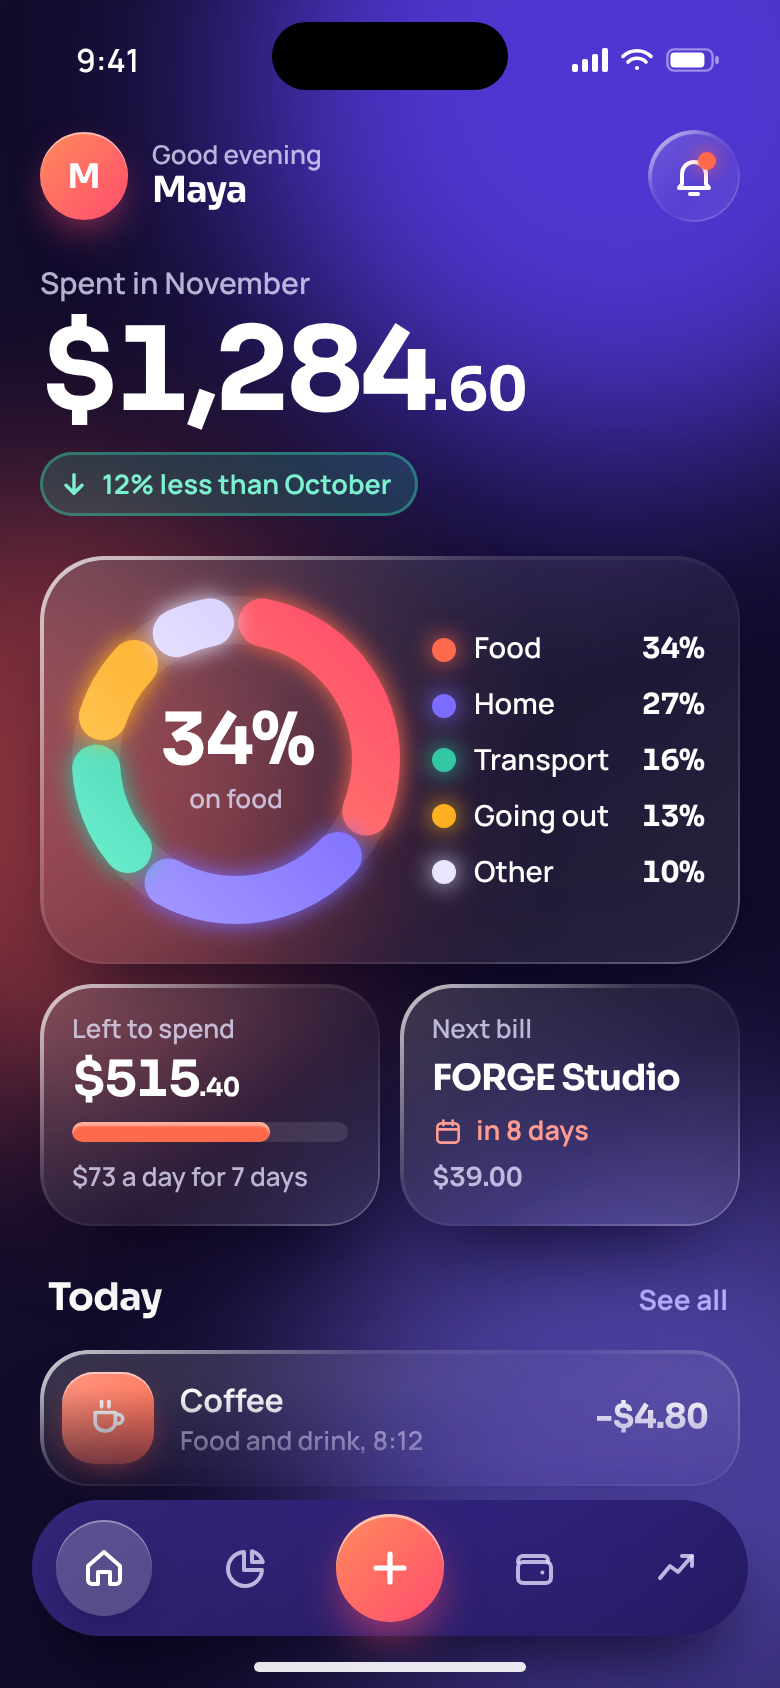 9:41
M
Good evening
Maya
Spent in November
$1,284.60
12% less than October
34%
on food
Food 34%
Home 27%
Transport 16%
Going out 13%
Other 10%
Left to spend
$515.40
$73 a day for 7 days
Next bill
FORGE Studio
in 8 days
$39.00
Today
See all
Coffee
Food and drink, 8:12
-$4.80